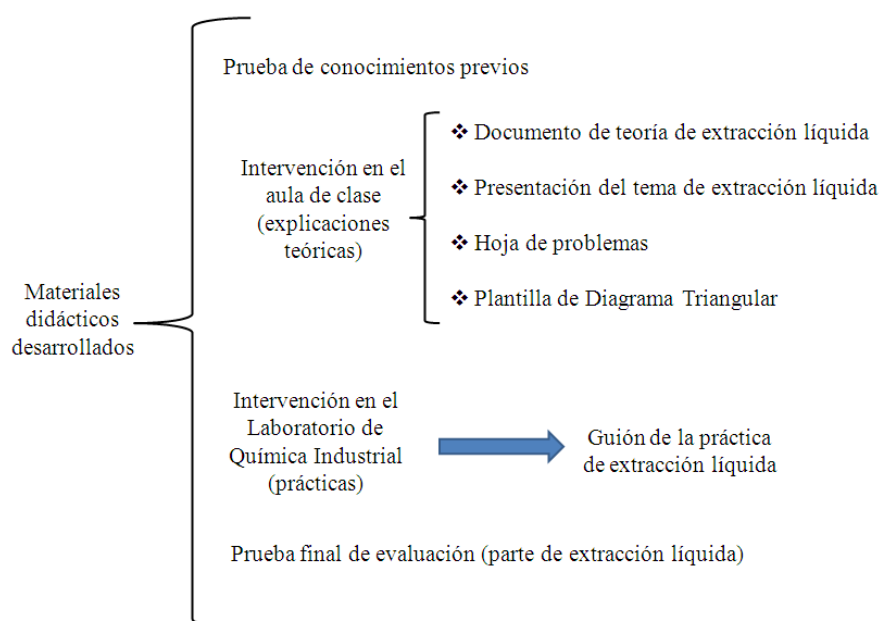 Prueba de conocimientos previos
Intervención en el
aula de clase
(explicaciones
teóricas)
❖ Documento de teoría de extracción líquida
❖ Presentación del tema de extracción líquida
❖ Hoja de problemas
❖ Plantilla de Diagrama Triangular
Materiales
didácticos
desarrollados
Intervención en el
Laboratorio de
Química Industrial
(prácticas)
Guión de la práctica
de extracción líquida
Prueba final de evaluación (parte de extracción líquida)